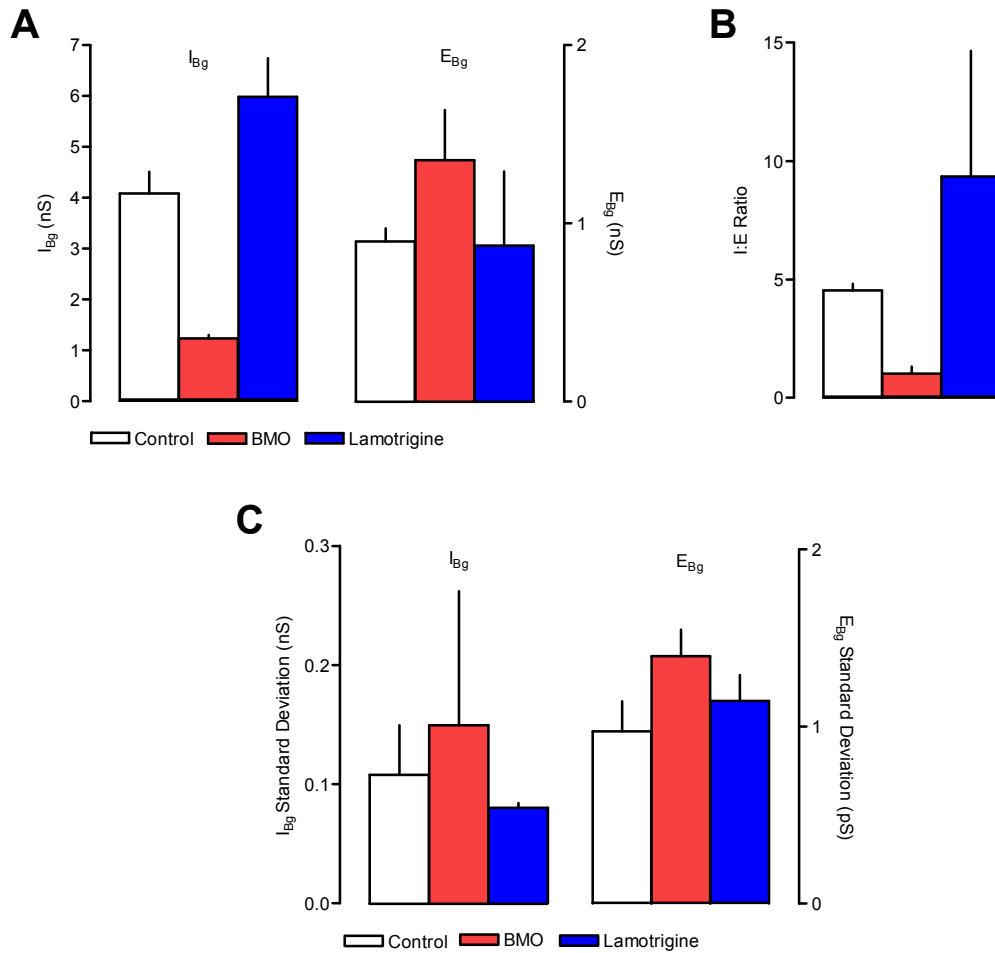 A
I_Bg
E_Bg
7
6
5
4
3
2
1
0
I_Bg (nS)
2
1
0
E_Bg (nS)
Control BMO Lamotrigine
B
15
10
5
0
I:E Ratio
C
I_Bg
E_Bg
0.3
0.2
0.1
0.0
I_Bg Standard Deviation (nS)
2
1
0
E_Bg Standard Deviation (pS)
Control BMO Lamotrigine